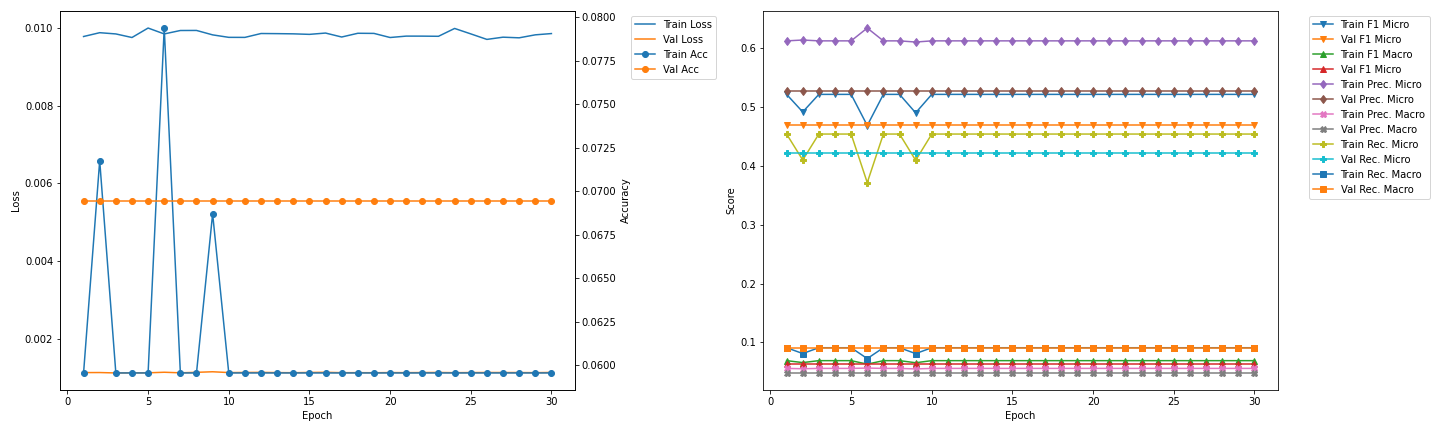 0.010
0.008
0.006
0.004
0.002
Loss
0
5
10
15
20
25
30
Epoch
0.0800
0.0775
0.0750
0.0725
0.0700
0.0675
0.0650
0.0625
0.0600
Accuracy
Train Loss
Val Loss
Train Acc
Val Acc
0.6
0.5
0.4
0.3
0.2
0.1
Score
0
5
10
15
20
25
30
Epoch
Train F1 Micro
Val F1 Micro
Train F1 Macro
Val F1 Micro
Train Prec. Micro
Val Prec. Micro
Train Prec. Macro
Val Prec. Macro
Train Rec. Micro
Val Rec. Micro
Train Rec. Macro
Val Rec. Macro